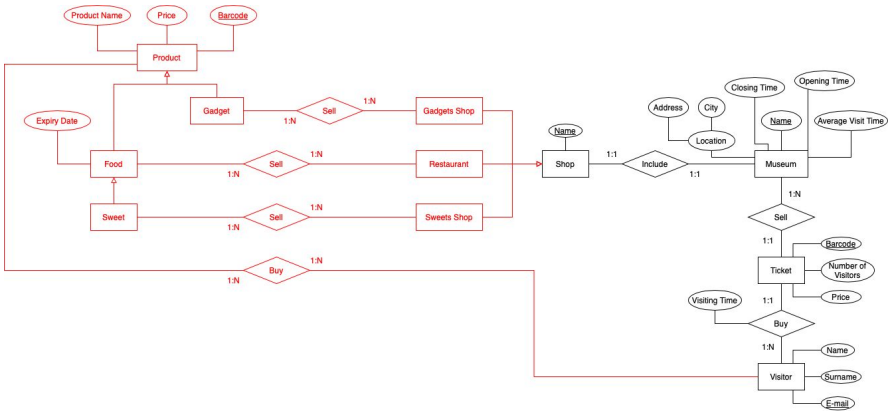 Product Name
Price
Barcode
Product
Opening Time
Closing Time
Gadget
1:N
Sell
1:N
Gadgets Shop
Address
City
Name
Average Visit Time
Expiry Date
Name
Location
Food
1:N
Sell
1:N
Restaurant
Shop
1:1
Include
1:1
Museum
1:N
Sweet
1:N
Sell
1:N
Sweets Shop
Sell
1:1
Barcode
1:N
Buy
1:N
Ticket
Number of
Visitors
Price
Visiting Time
1:1
Buy
1:N
Name
Visitor
Surname
E-mail